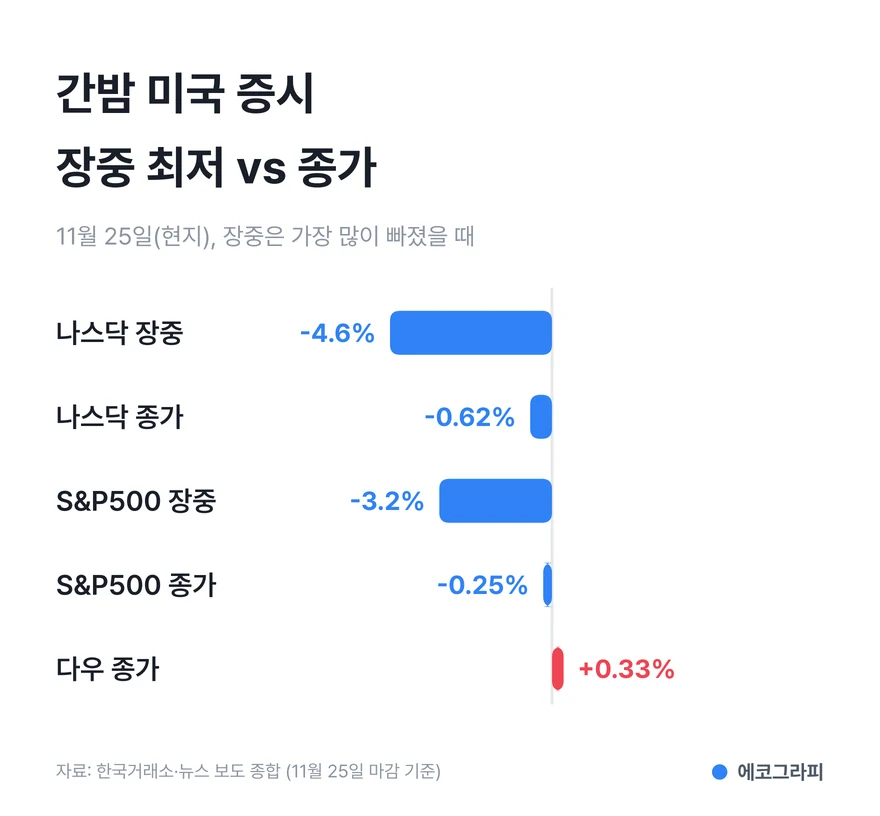 간밤 미국 증시
장중 최저 vs 종가
11월 25일(현지), 장중은 가장 많이 빠졌을 때
나스닥 장중 -4.6%
나스닥 종가 -0.62%
S&P500 장중 -3.2%
S&P500 종가 -0.25%
다우 종가 +0.33%
자료: 한국거래소·뉴스 보도 종합 (11월 25일 마감 기준)
에코그라피